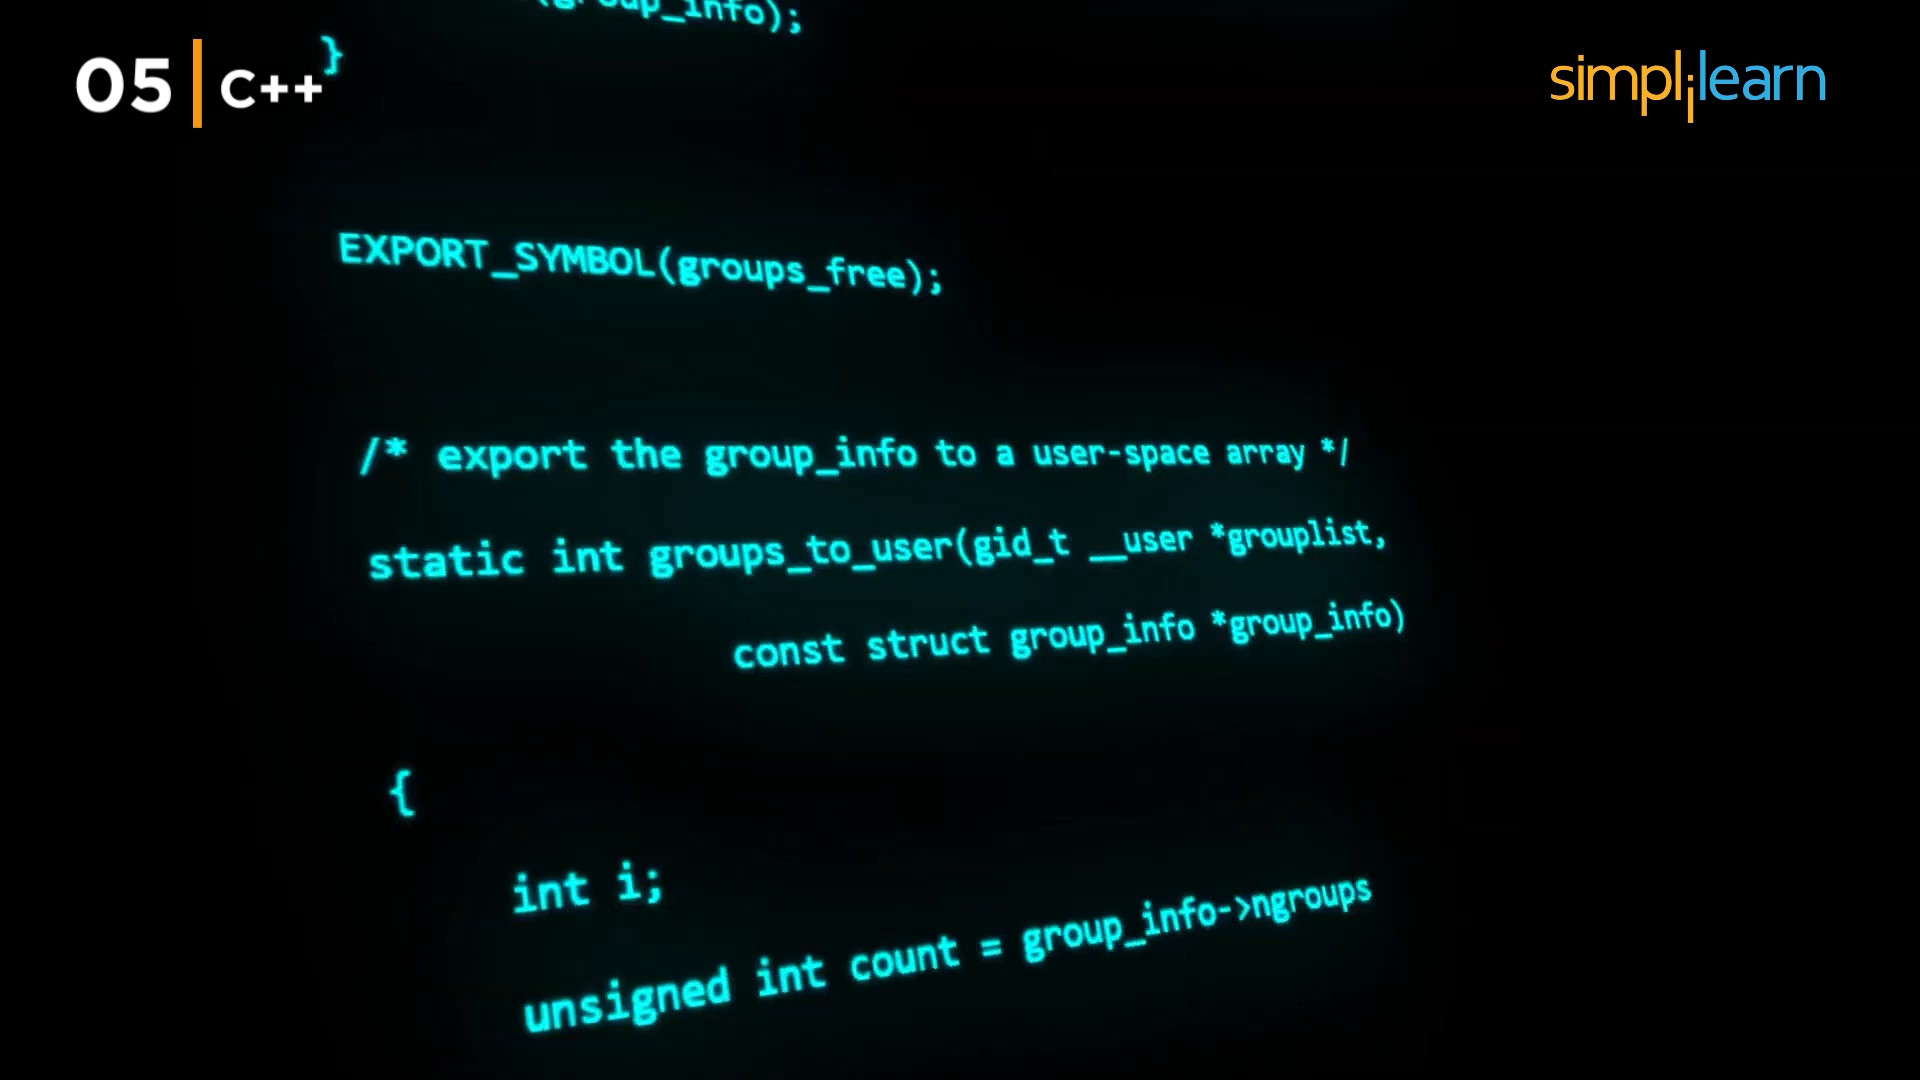 group_info);
}
05 | C++
simplilearn
EXPORT_SYMBOL(groups_free);
/* export the group_info to a user-space array */
static int groups_to_user(gid_t __user *grouplist,
const struct group_info *group_info)
{
int i;
unsigned int count = group_info->ngroups